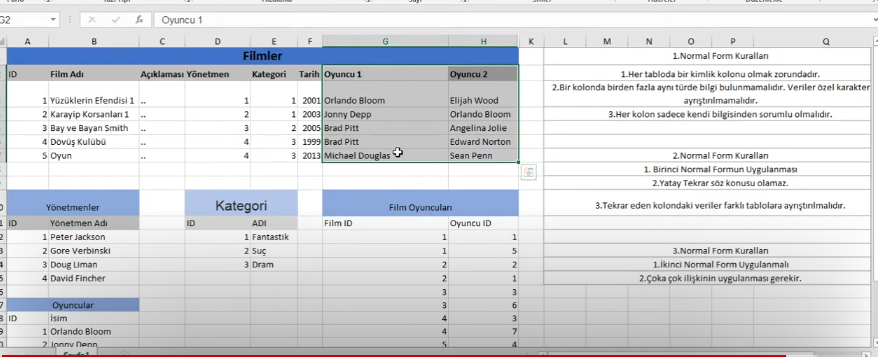 G2 Oyuncu 1
A B C D E F G H K L M N O P Q
Filmler
1.Normal Form Kuralları
ID Film Adı Açıklaması Yönetmen Kategori Tarih Oyuncu 1 Oyuncu 2
1.Her tabloda bir kimlik kolonu olmak zorundadır.
2.Bir kolonda birden fazla aynı türde bilgi bulunmamalıdır. Veriler özel karakter
ayrıştırılmamalıdır.
1 Yüzüklerin Efendisi 1 .. 1 1 2001 Orlando Bloom Elijah Wood
2 Karayip Korsanları 1 .. 2 1 2003 Jonny Depp Orlando Bloom
3.Her kolon sadece kendi bilgisinden sorumlu olmalıdır.
3 Bay ve Bayan Smith .. 3 2 2005 Brad Pitt Angelina Jolie
4 Dövüş Kulübü .. 4 3 1999 Brad Pitt Edward Norton
5 Oyun .. 4 3 2013 Michael Douglas Sean Penn
2.Normal Form Kuralları
1. Birinci Normal Formun Uygulanması
2.Yatay Tekrar söz konusu olamaz.
Yönetmenler Kategori Film Oyuncuları
3.Tekrar eden kolondaki veriler farklı tablolara ayrıştırılmalıdır.
ID Yönetmen Adı ID ADI Film ID Oyuncu ID
1 Peter Jackson 1 Fantastik 1 1
2 Gore Verbinski 2 Suç 1 5
3.Normal Form Kuralları
3 Doug Liman 3 Dram 2 2
1.İkinci Normal Form Uygulanmalı
4 David Fincher 2 1
2.Çoka çok ilişkinin uygulanması gerekir.
3 3
Oyuncular 3 6
ID İsim 4 3
1 Orlando Bloom 4 7
2 Jonny Depp 5 4
Sayfa1